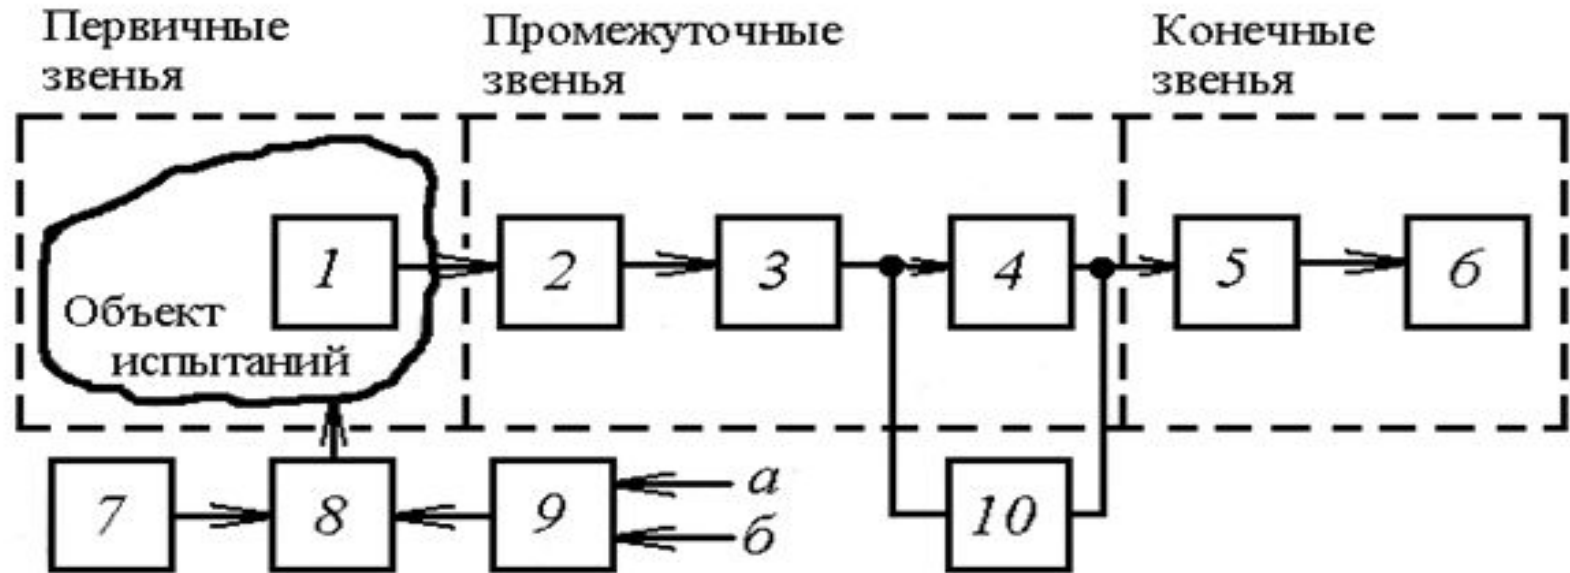 Первичные
звенья
Промежуточные
звенья
Конечные
звенья
1
2
3
4
5
6
Объект
испытаний
7
8
9
а
б
10